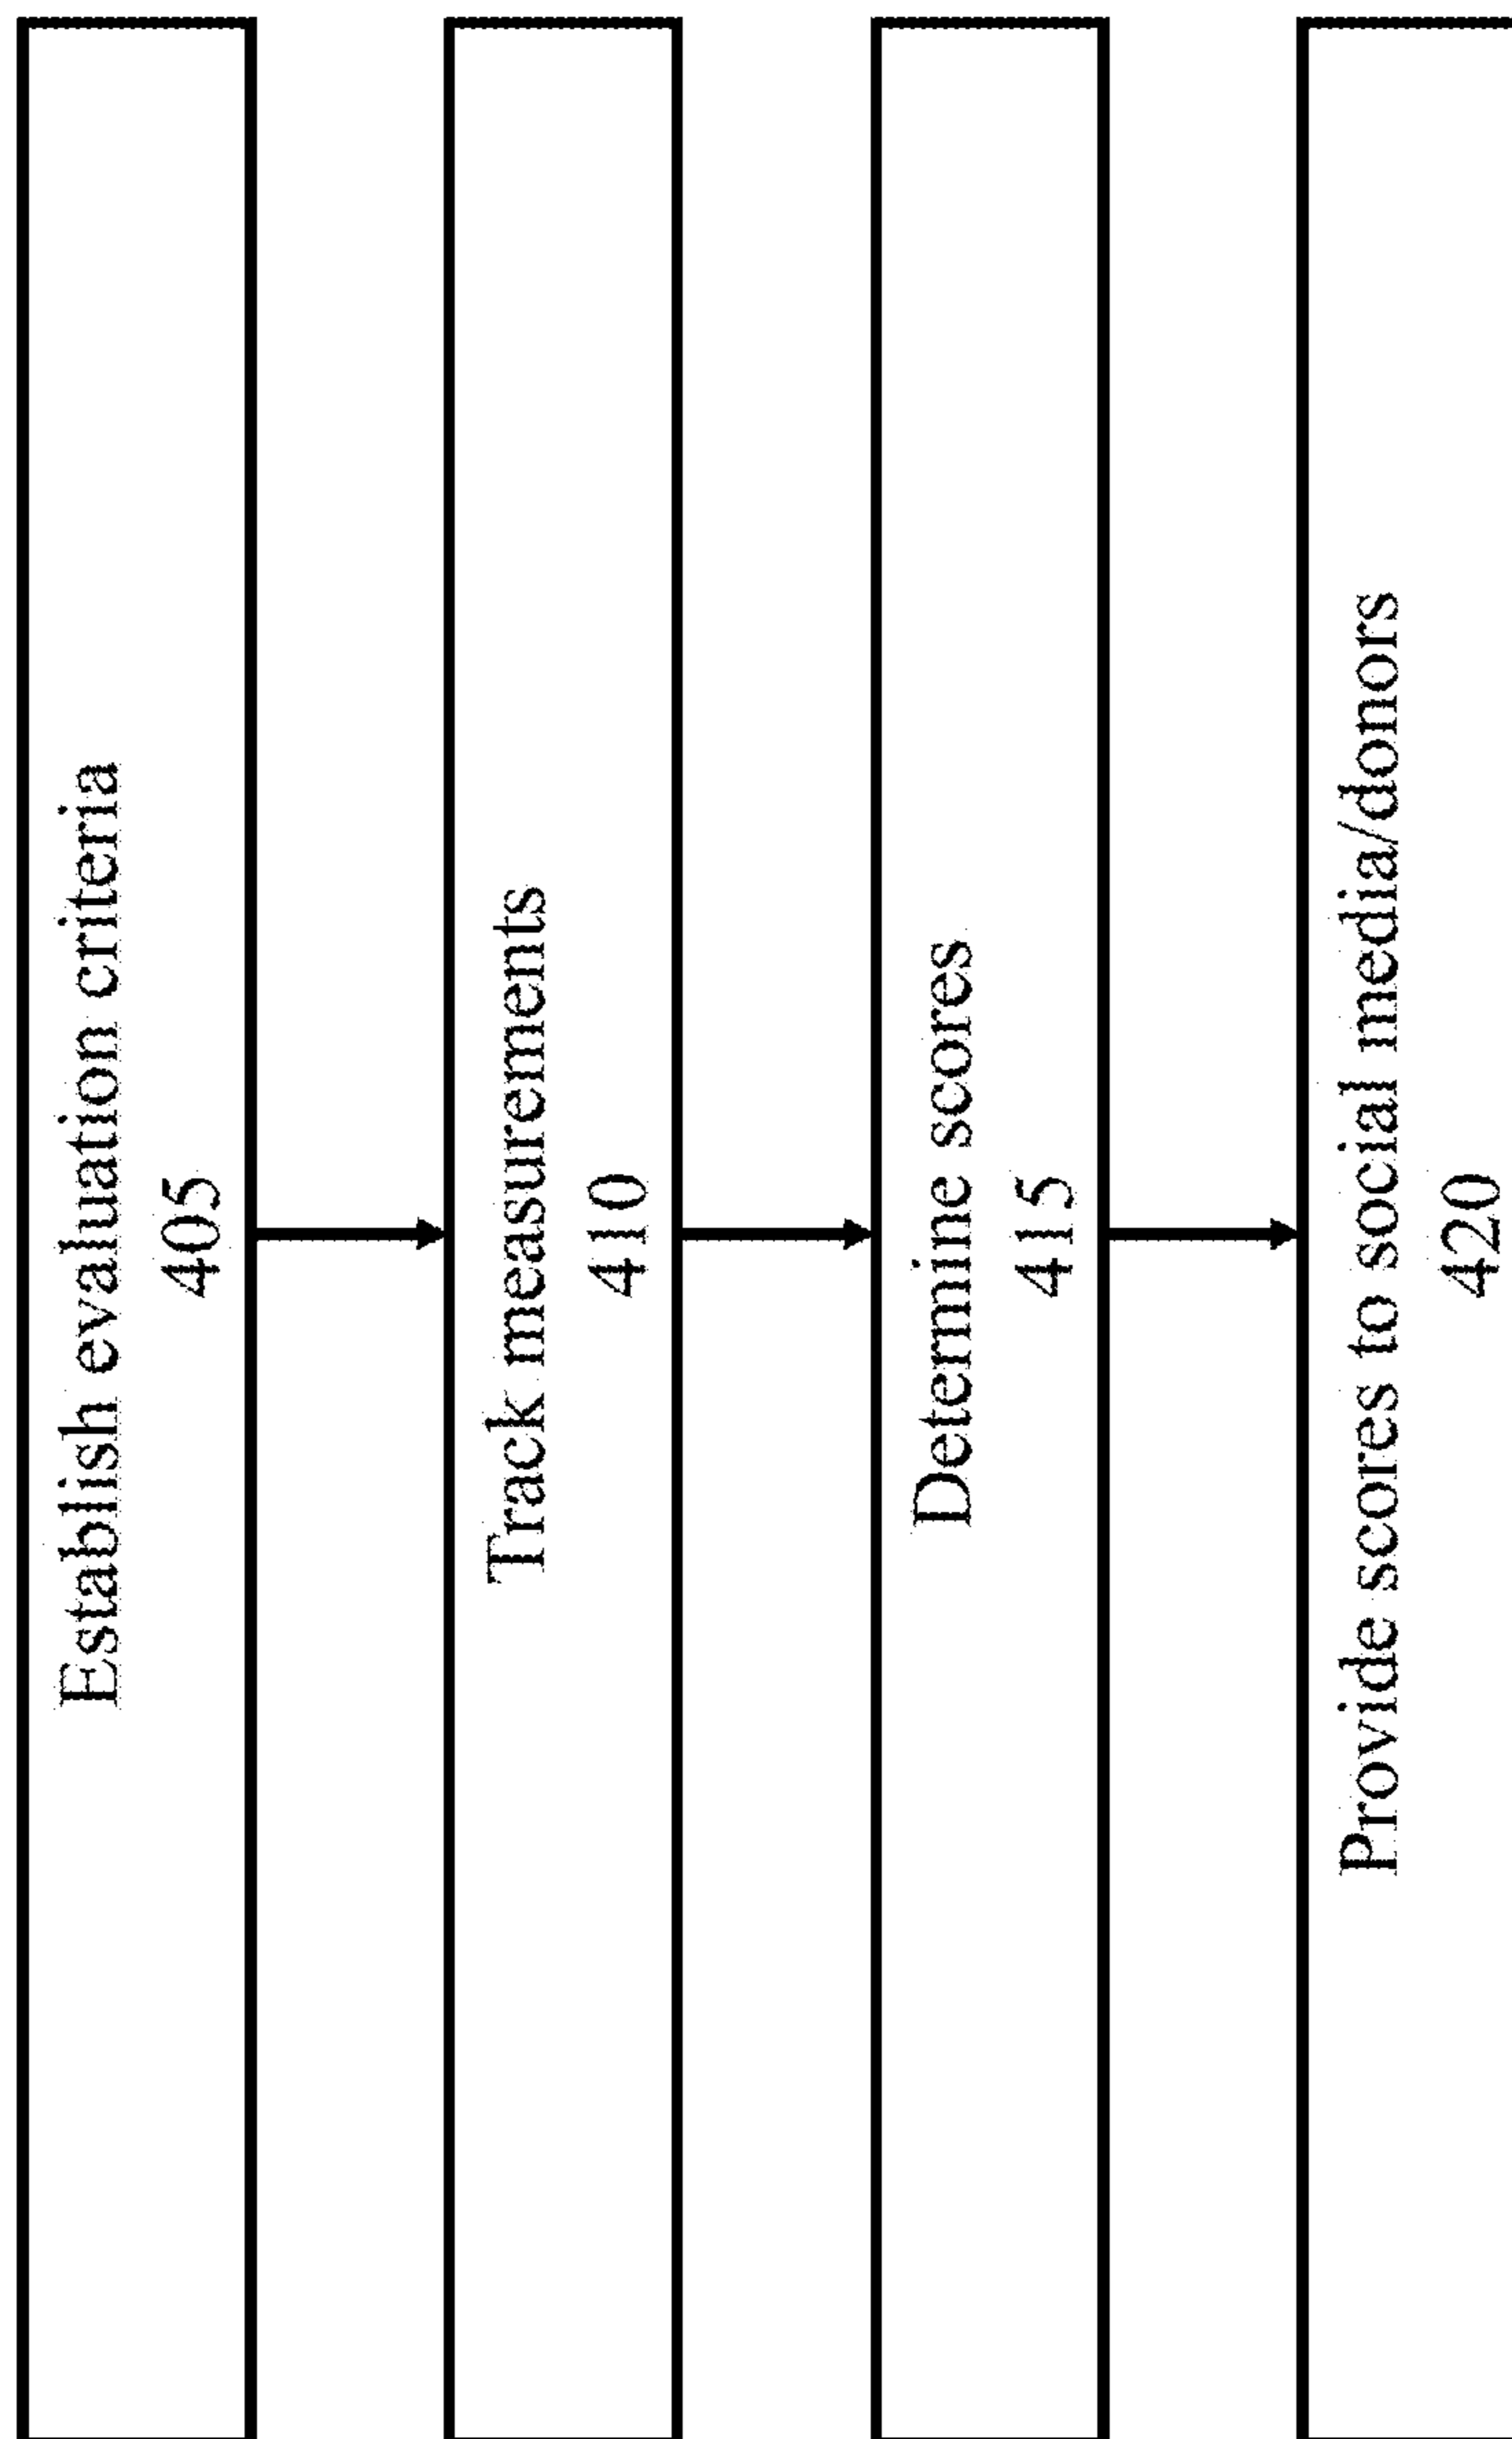 Establish evaluation criteria
405
Track measurements
410
Determine scores
415
Provide scores to social media/donors
420